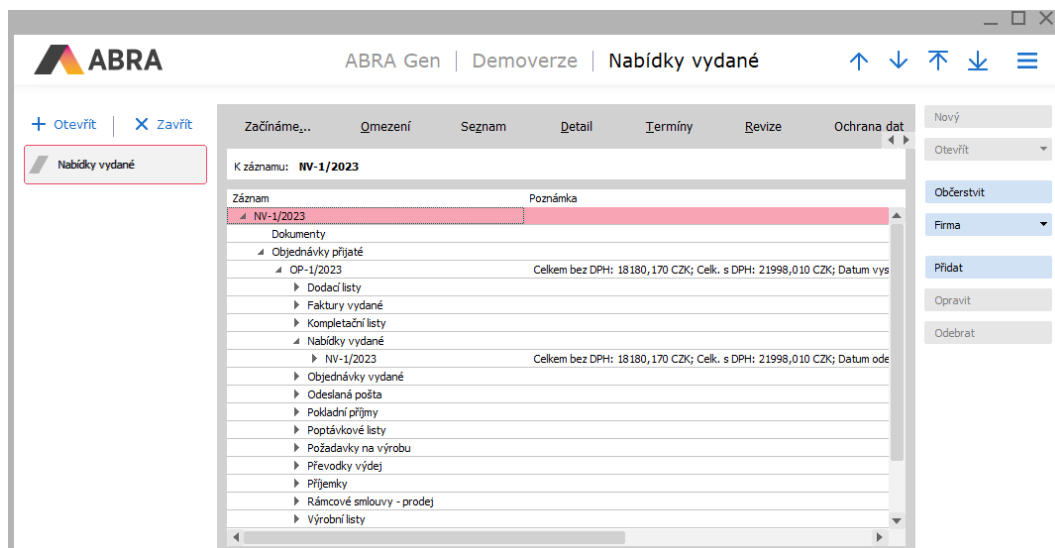 ABRA
ABRA Gen | Demoverze | Nabídky vydané
+ Otevřít | X Zavřít
Nabídky vydané
Začínáme... Omezení Seznam Detail Termíny Revize Ochrana dat
K záznamu: NV-1/2023
Záznam Poznámka
NV-1/2023
Dokumenty
Objednávky přijaté
OP-1/2023 Celkem bez DPH: 18180,170 CZK; Celk. s DPH: 21998,010 CZK; Datum vys
Dodací listy
Faktury vydané
Kompletační listy
Nabídky vydané
NV-1/2023 Celkem bez DPH: 18180,170 CZK; Celk. s DPH: 21998,010 CZK; Datum ode
Objednávky vydané
Odeslaná pošta
Pokladní příjmy
Poptávkové listy
Požadavky na výrobu
Převodky výdej
Příjemky
Rámcové smlouvy - prodej
Výrobní listy
Nový
Otevřít
Občerstvit
Firma
Přidat
Opravit
Odebrat